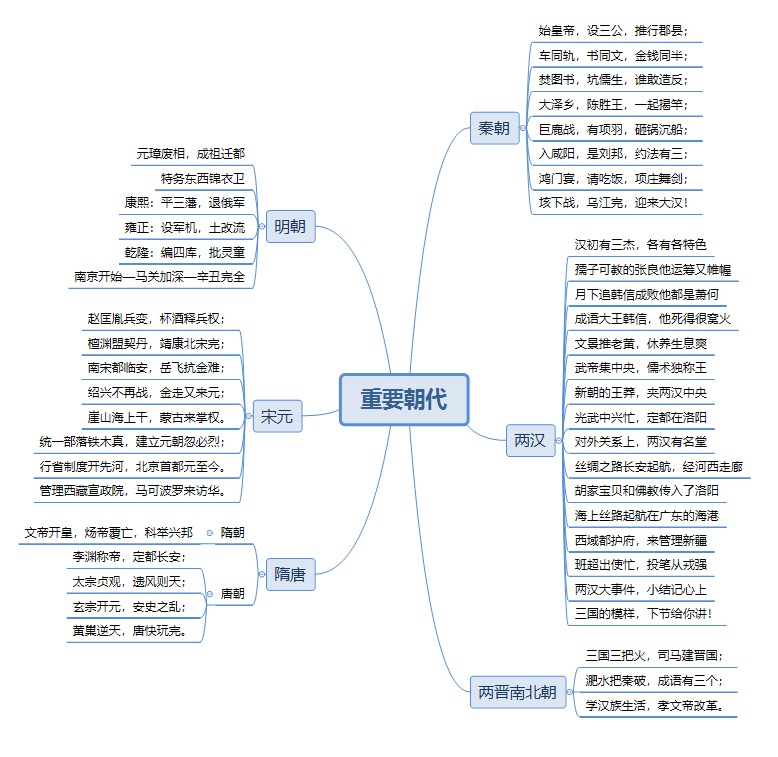 重要朝代
秦朝
始皇帝，设三公，推行郡县；
车同轨，书同文，金钱同半；
焚图书，坑儒生，谁敢造反；
大泽乡，陈胜王，一起揭竿；
巨鹿战，有项羽，砸锅沉船；
入咸阳，是刘邦，约法有三；
鸿门宴，请吃饭，项庄舞剑；
垓下战，乌江完，迎来大汉！
两汉
汉初有三杰，各有各特色
孺子可教的张良他运筹又帷幄
月下追韩信成败他都是萧何
成语大王韩信，他死得很窝火
文景推老黄，休养生息爽
武帝集中央，儒术独称王
新朝的王莽，夹两汉中央
光武中兴忙，定都在洛阳
对外关系上，两汉有名堂
丝绸之路长安起航，经河西走廊
胡家宝贝和佛教传入了洛阳
海上丝路起航在广东的海港
西域都护府，来管理新疆
班超出使忙，投笔从戎强
两汉大事件，小结记心上
三国的模样，下节给你讲！
两晋南北朝
三国三把火，司马建晋国；
淝水把秦破，成语有三个；
学汉族生活，孝文帝改革。
明朝
元璋废相，成祖迁都
特务东西锦衣卫
康熙：平三藩，退俄军
雍正：设军机，土改流
乾隆：编四库，批灵童
南京开始—马关加深—辛丑完全
宋元
赵匡胤兵变，杯酒释兵权；
檀渊盟契丹，靖康北宋完；
南宋都临安，岳飞抗金难；
绍兴不再战，金走又来元；
崖山海上干，蒙古来掌权。
统一部落铁木真，建立元朝忽必烈；
行省制度开先河，北京首都元至今。
管理西藏宣政院，马可波罗来访华。
隋唐
隋朝
文帝开皇，炀帝覆亡，科举兴邦
唐朝
李渊称帝，定都长安；
太宗贞观，遗风则天；
玄宗开元，安史之乱；
黄巢逆天，唐快玩完。